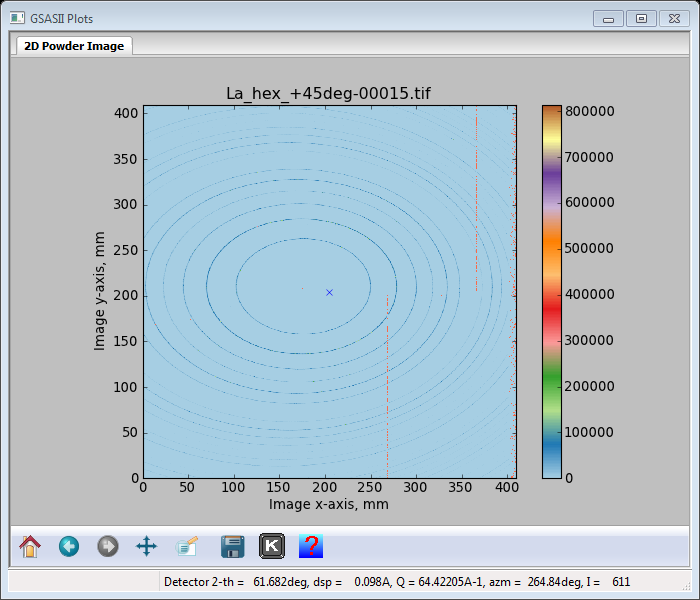 GSASII Plots
2D Powder Image
La_hex_+45deg-00015.tif
400
350
300
250
200
150
100
50
0
Image y-axis, mm
0 50 100 150 200 250 300 350 400
Image x-axis, mm
800000
700000
600000
500000
400000
300000
200000
100000
0
K ?
Detector 2-th = 61.682deg, dsp = 0.098A, Q = 64.42205A-1, azm = 264.84deg, I = 611